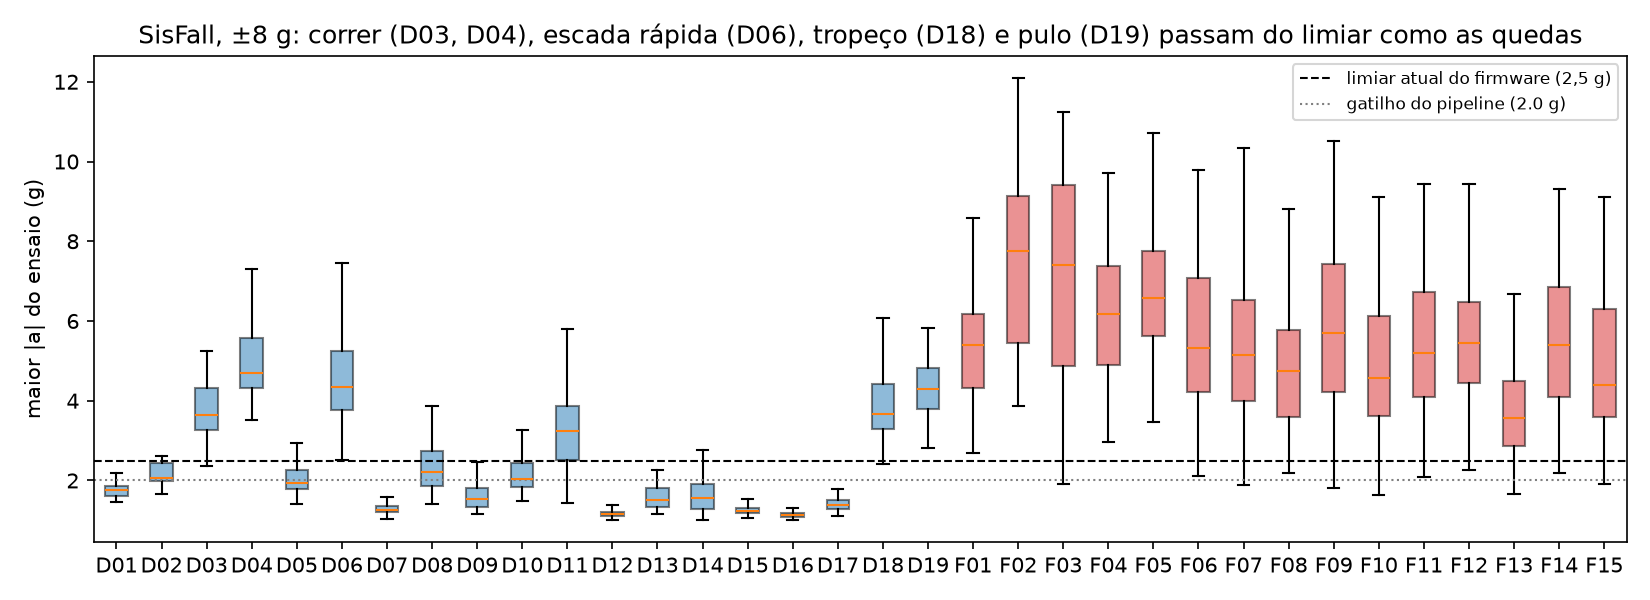 SisFall, ±8 g: correr (D03, D04), escada rápida (D06), tropeço (D18) e pulo (D19) passam do limiar como as quedas
limiar atual do firmware (2,5 g)
gatilho do pipeline (2.0 g)
maior |a| do ensaio (g)
12
10
8
6
4
2
D01 D02 D03 D04 D05 D06 D07 D08 D09 D10 D11 D12 D13 D14 D15 D16 D17 D18 D19 F01 F02 F03 F04 F05 F06 F07 F08 F09 F10 F11 F12 F13 F14 F15